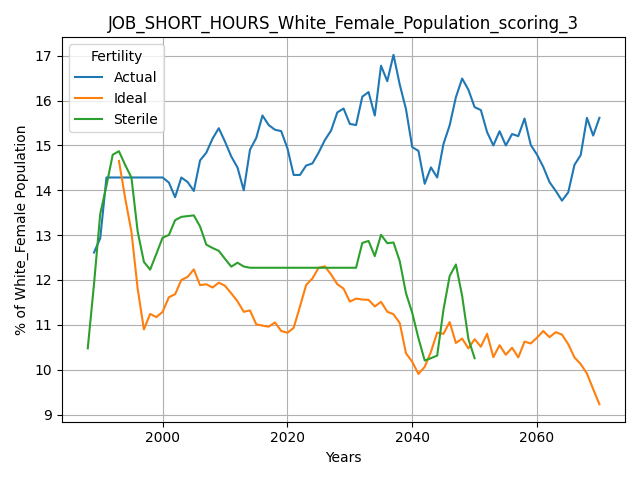 JOB_SHORT_HOURS_White_Female_Population_scoring_3
Fertility
Actual
Ideal
Sterile
% of White_Female Population
17
16
15
14
13
12
11
10
9
2000
2020
2040
2060
Years